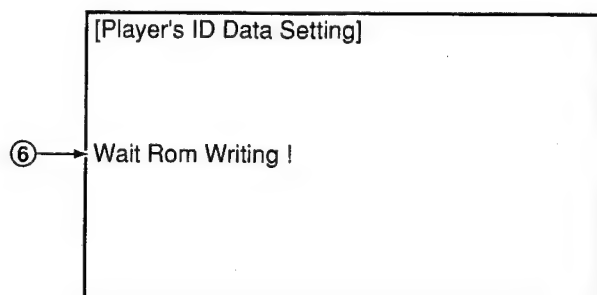 [Player's ID Data Setting]
⑥ Wait Rom Writing !